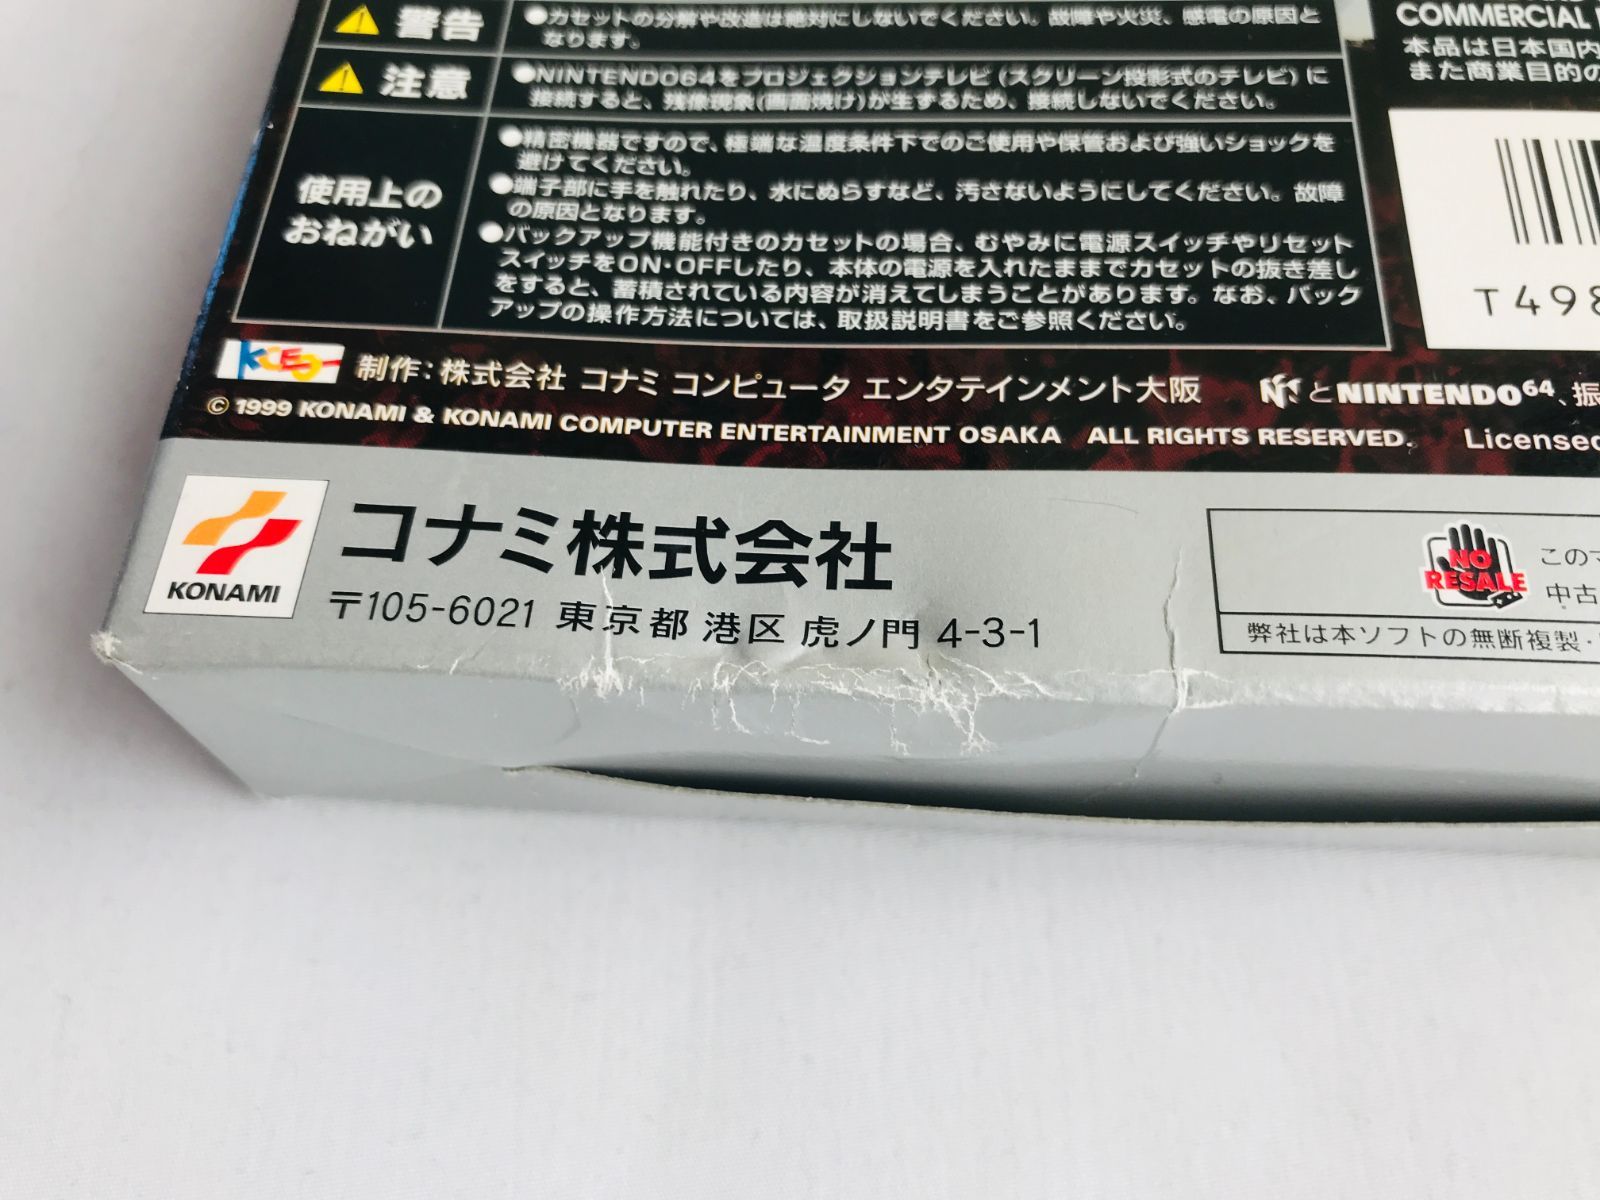 COMMERCIAL
本品は日本国内
また商業目的の
警告
●カセットの分解や改造は絶対にしないでください。故障や火災、感電の原因と
なります。
注意
●NINTENDO64をプロジェクションテレビ(スクリーン投影式のテレビ)に
接続すると、残像現象(画面焼け)が生ずるため、接続しないでください。
使用上の
おねがい
●精密機器ですので、極端な温度条件下でのご使用や保管および強いショックを
避けてください。
●端子部に手を触れたり、水にぬらすなど、汚さないようにしてください。故障
の原因となります。
●バックアップ機能付きのカセットの場合、むやみに電源スイッチやリセット
スイッチをON・OFFしたり、本体の電源を入れたままでカセットの抜き差し
をすると、蓄積されている内容が消えてしまうことがあります。なお、バック
アップの操作方法については、取扱説明書をご参照ください。
T498
KCEO 制作：株式会社 コナミ コンピュータ エンタテインメント大阪
とNINTENDO64、振
© 1999 KONAMI & KONAMI COMPUTER ENTERTAINMENT OSAKA ALL RIGHTS RESERVED.
Licensed
KONAMI
コナミ株式会社
〒105-6021 東京都 港区 虎ノ門 4-3-1
NO
RESALE
このマ
中古
弊社は本ソフトの無断複製・